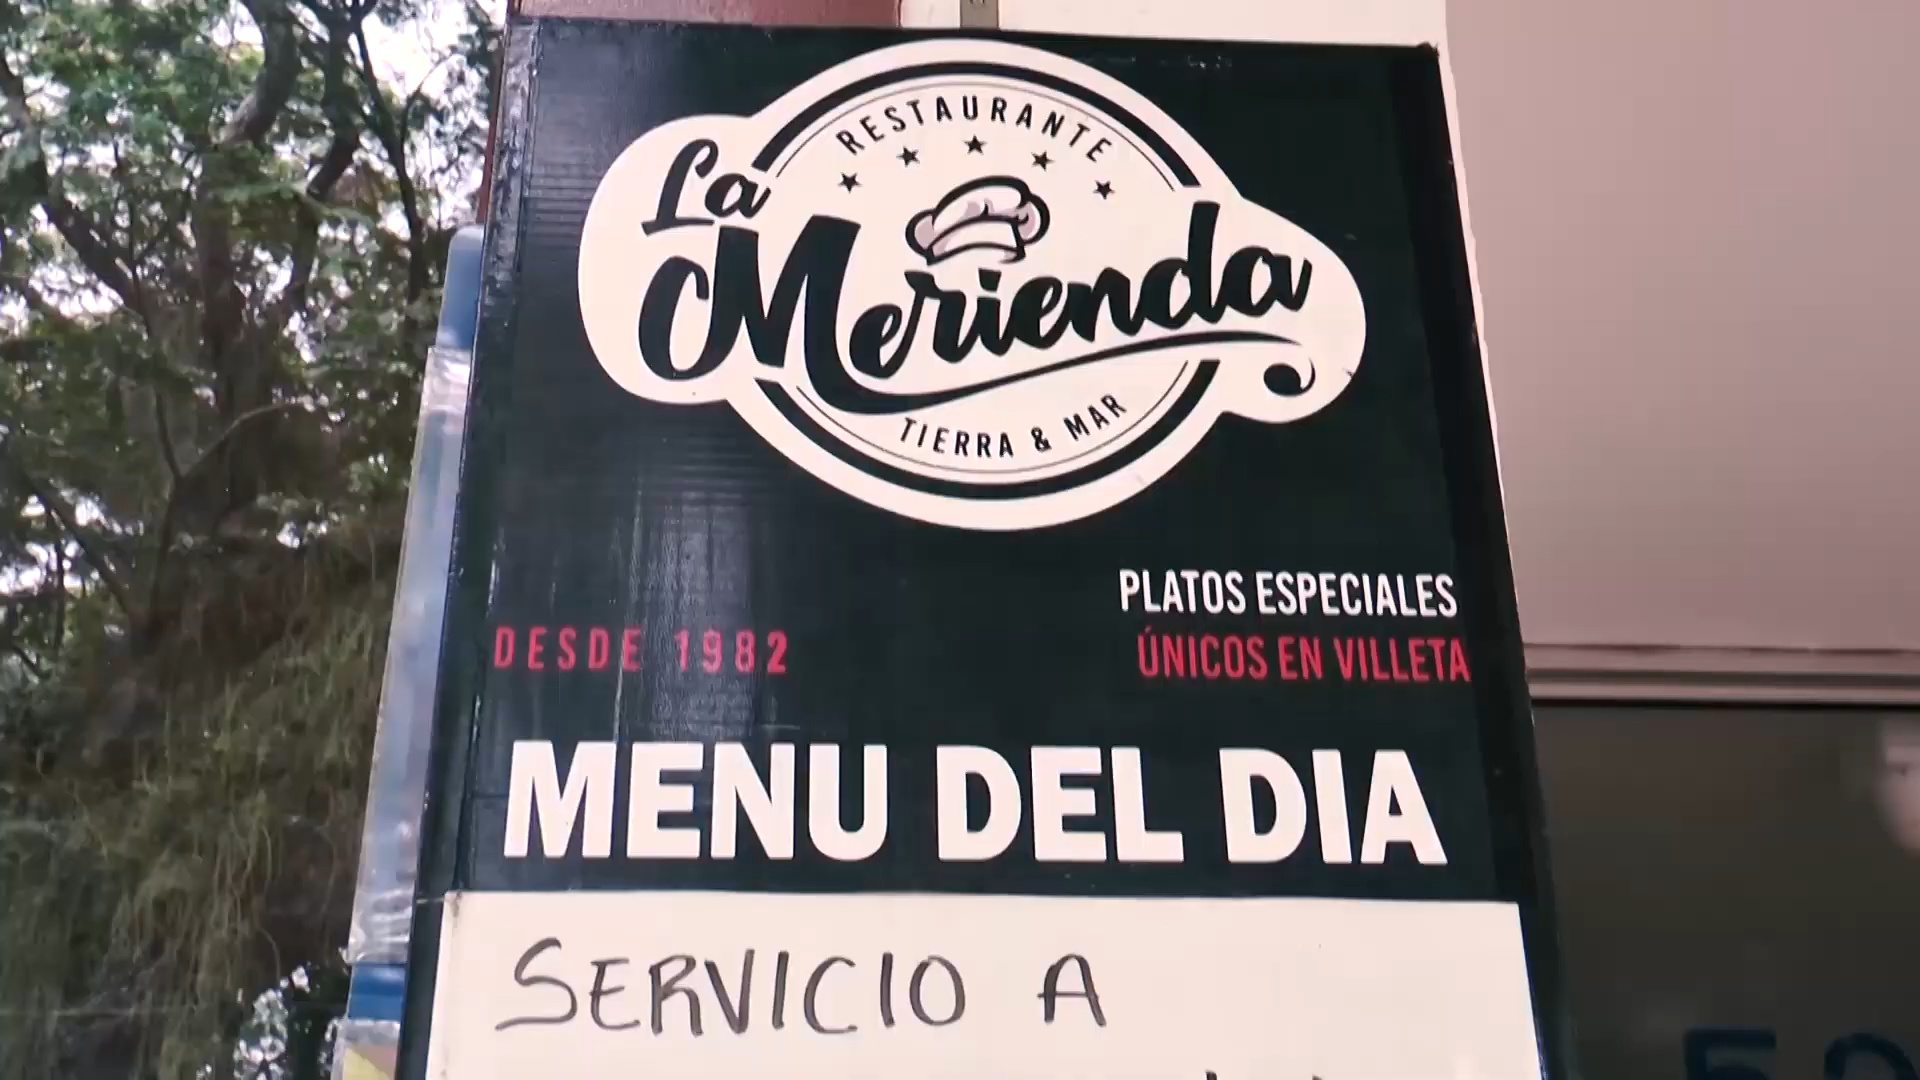 RESTAURANTE
La
Merienda
TIERRA & MAR
PLATOS ESPECIALES
DESDE 1982
ÚNICOS EN VILLETA
MENU DEL DIA
SERVICIO A